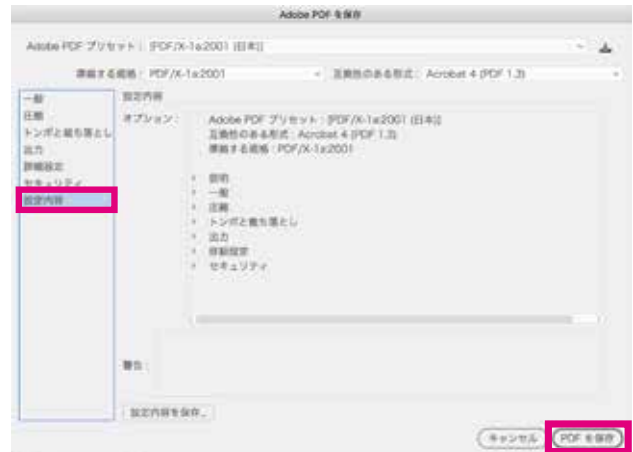 Adobe PDF を保存
Adobe PDF プリセット： [PDF/X-1a:2001 (日本)]
準拠する規格： PDF/X-1a:2001
互換性のある形式： Acrobat 4 (PDF 1.3)
一般
圧縮
トンボと裁ち落とし
出力
詳細設定
セキュリティ
設定内容
設定内容
オプション：
Adobe PDF プリセット：[PDF/X-1a:2001 (日本)]
互換性のある形式：Acrobat 4 (PDF 1.3)
準拠する規格：PDF/X-1a:2001
説明
一般
圧縮
トンボと裁ち落とし
出力
詳細設定
セキュリティ
警告：
設定内容を保存...
キャンセル
PDF を保存